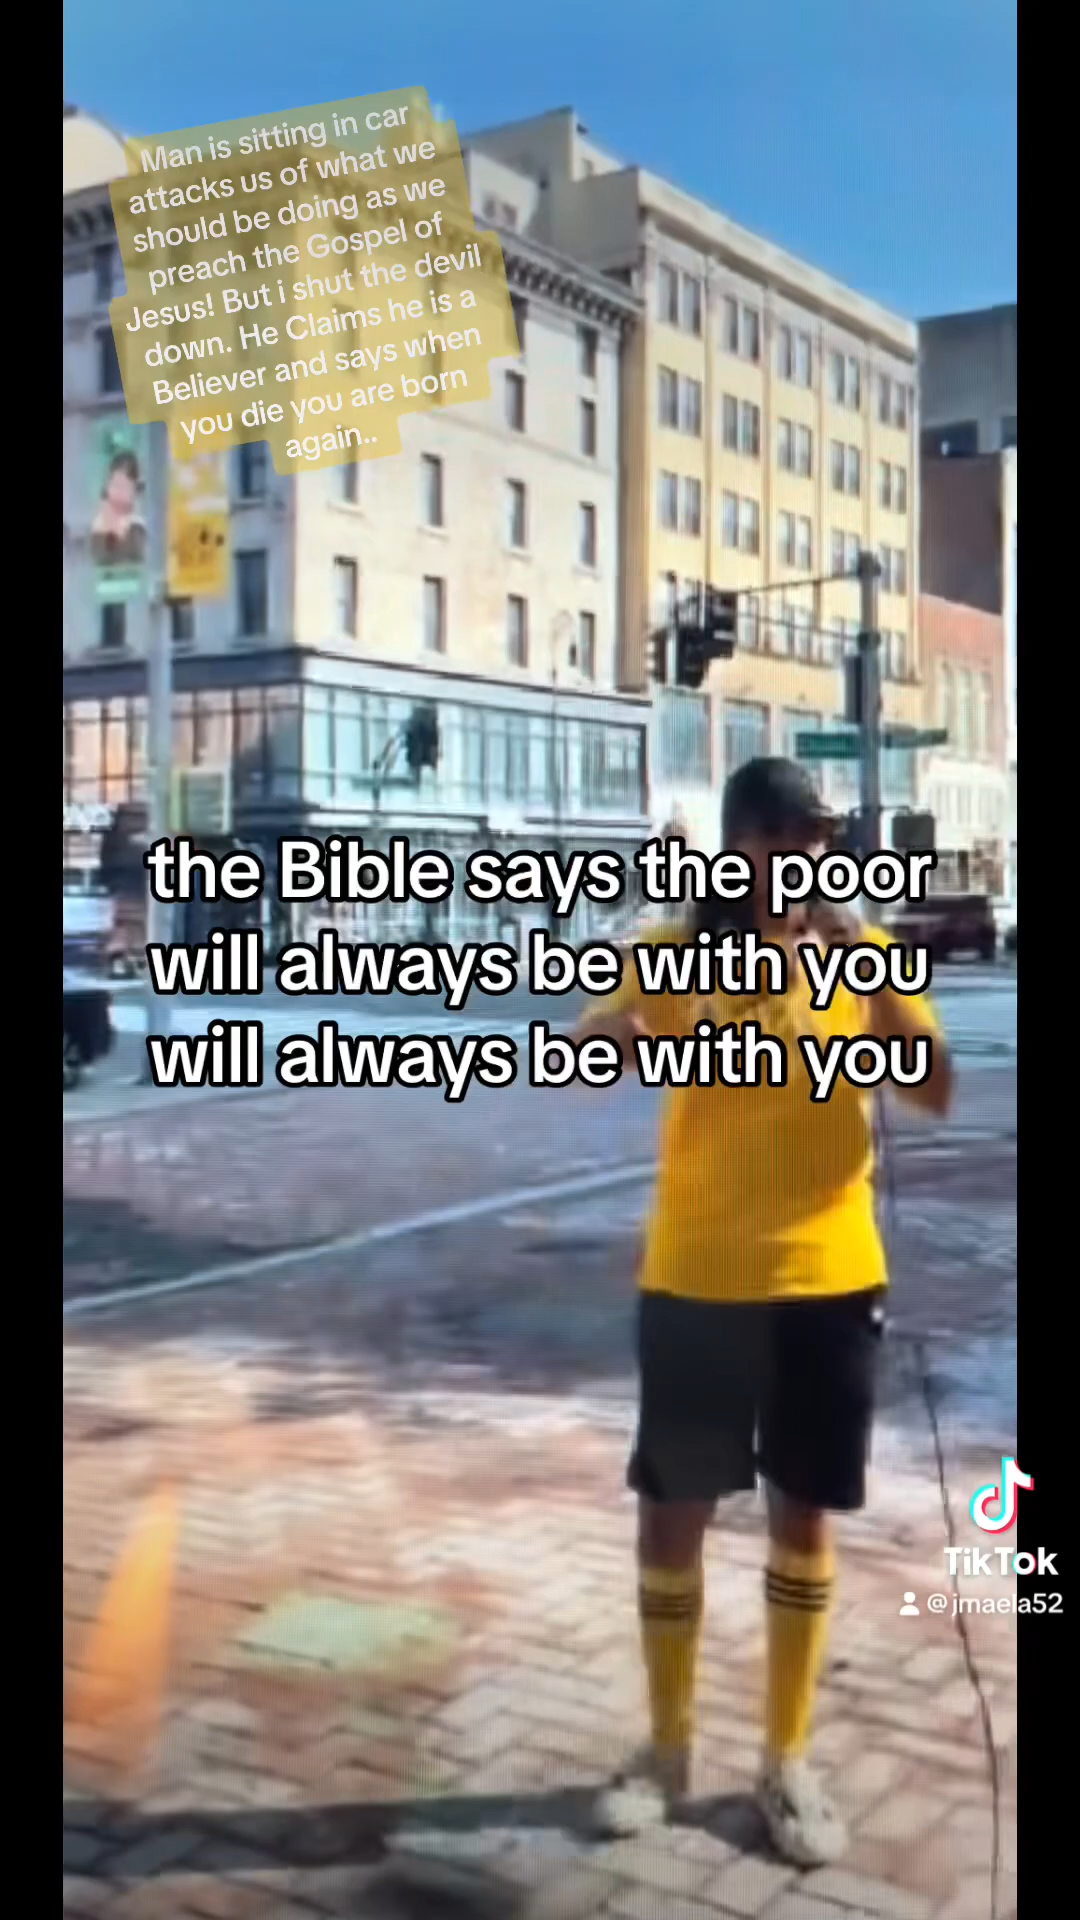 Man is sitting in car
attacks us of what we
should be doing as we
preach the Gospel of
Jesus! But i shut the devil
down. He Claims he is a
Believer and says when
you die you are born
again..
the Bible says the poor
will always be with you
will always be with you
TikTok
@jmaela52